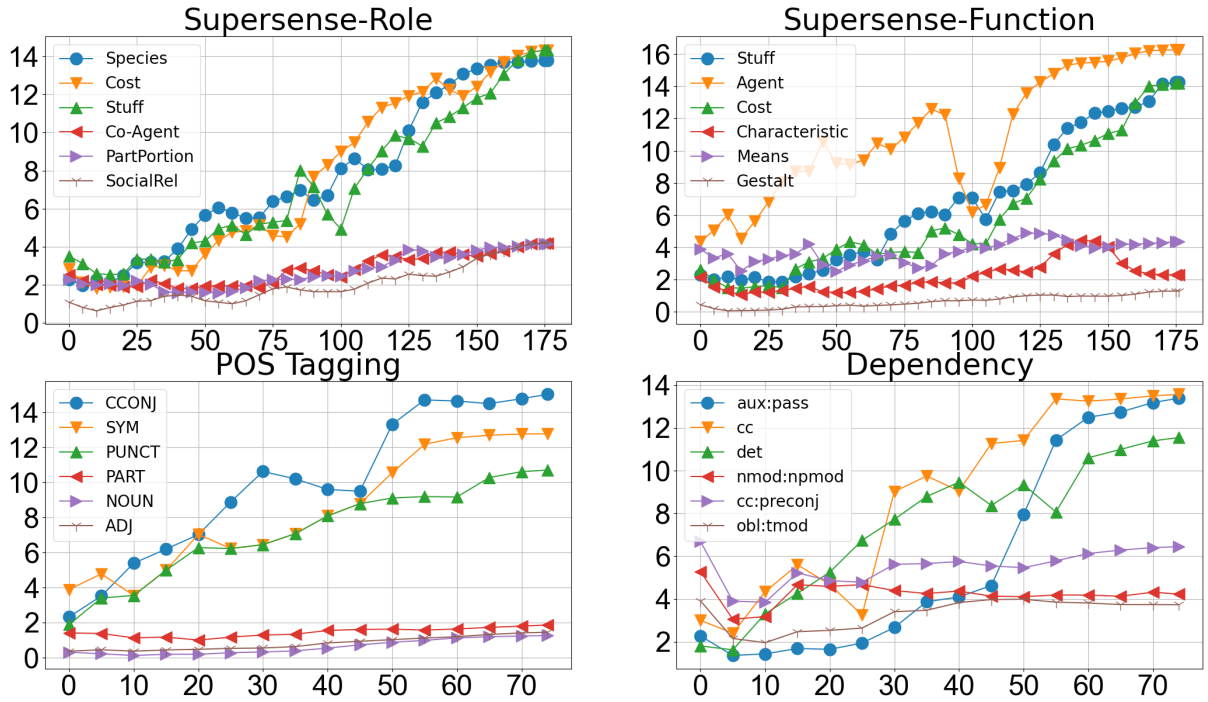 Supersense-Role
14
12
10
8
6
4
2
0
Species
Cost
Stuff
Co-Agent
PartPortion
SocialRel
0 25 50 75 100 125 150 175
Supersense-Function
16
14
12
10
8
6
4
2
0
Stuff
Agent
Cost
Characteristic
Means
Gestalt
0 25 50 75 100 125 150 175
POS Tagging
14
12
10
8
6
4
2
0
CCONJ
SYM
PUNCT
PART
NOUN
ADJ
0 10 20 30 40 50 60 70
Dependency
14
12
10
8
6
4
2
aux:pass
cc
det
nmod:npmod
cc:preconj
obl:tmod
0 10 20 30 40 50 60 70